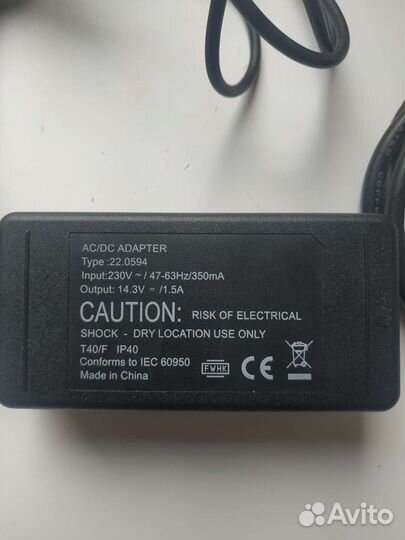 AC/DC ADAPTER
Type :22.0594
Input:230V ~ / 47-63Hz/350mA
Output: 14.3V = /1.5A
CAUTION: RISK OF ELECTRICAL
SHOCK - DRY LOCATION USE ONLY
T40/F IP40
Conforms to IEC 60950
Made in China
FWHK
CE
Avito